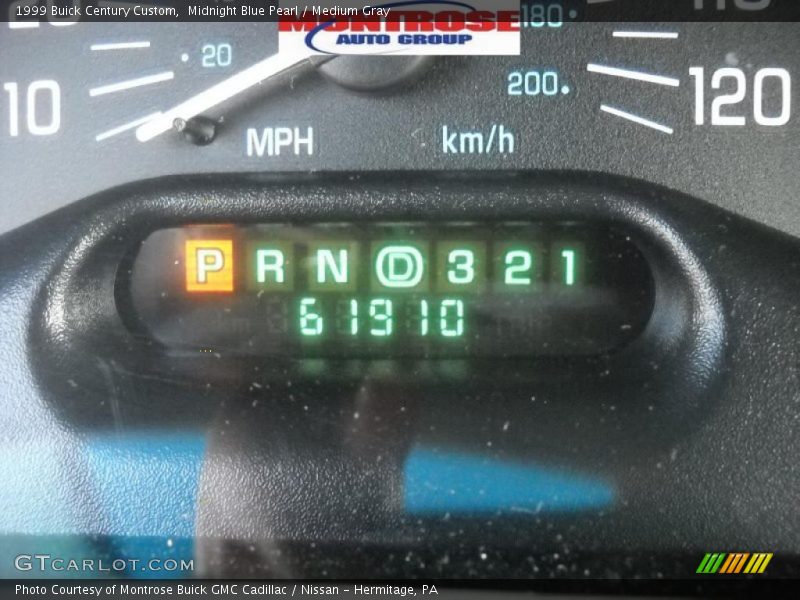 1999 Buick Century Custom,  Midnight Blue Pearl / Medium Gray
MONTROSE
AUTO GROUP
180
10
20
200
120
MPH
km/h
P R N D 3 2 1
61910
GTCARLOT.COM
Photo Courtesy of Montrose Buick GMC Cadillac / Nissan - Hermitage, PA